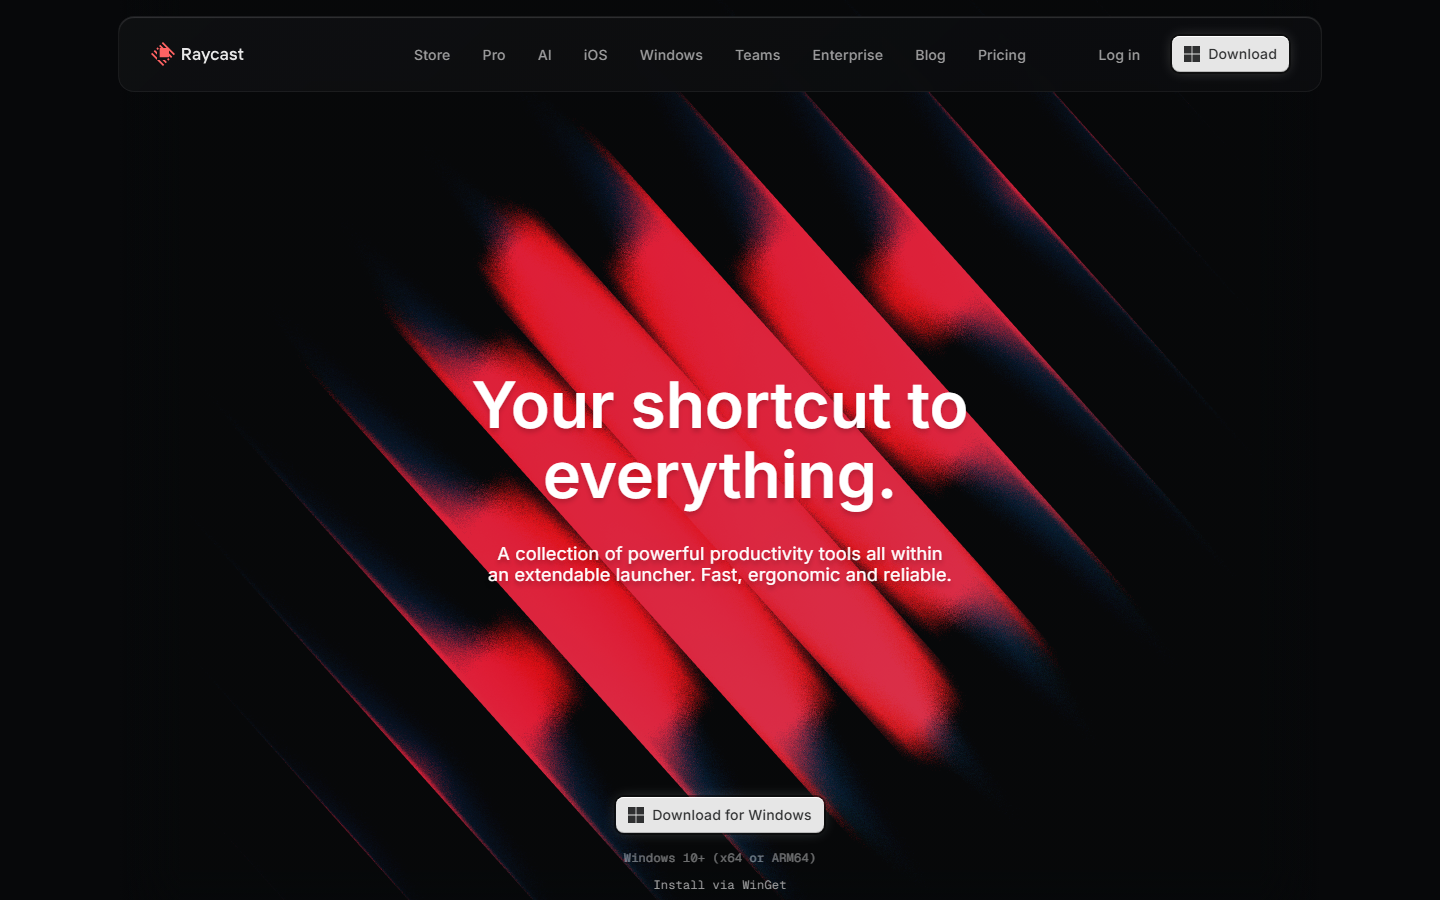 Raycast
Store
Pro
AI
iOS
Windows
Teams
Enterprise
Blog
Pricing
Log in
Download
Your shortcut to
everything.
A collection of powerful productivity tools all within
an extendable launcher. Fast, ergonomic and reliable.
Download for Windows
Windows 10+ (x64 or ARM64)
Install via WinGet